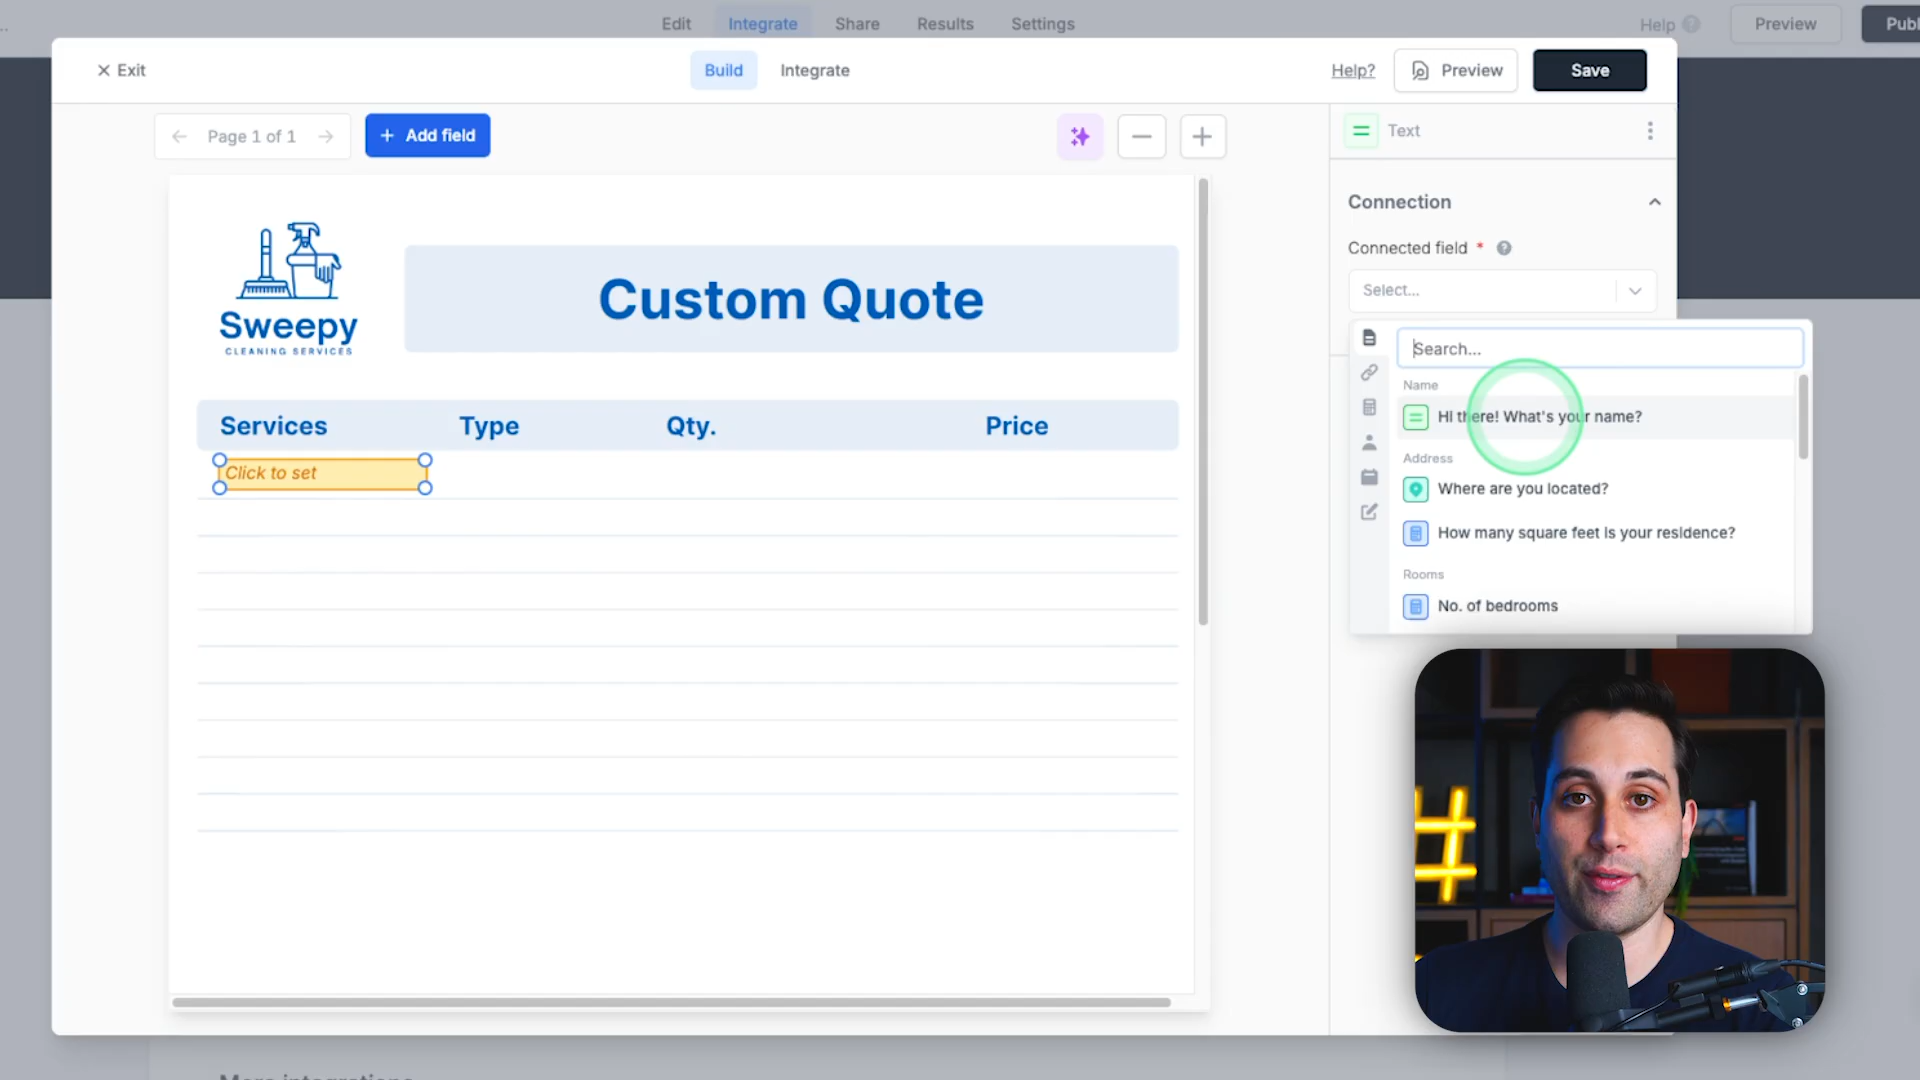 Edit Integrate Share Results Settings Help ? Preview Publ
Exit Build Integrate Help? Preview Save
Page 1 of 1 + Add field
Text
Connection
Connected field * ?
Select...
Search...
Name
Hi there! What's your name?
Address
Where are you located?
How many square feet is your residence?
Rooms
No. of bedrooms
Sweepy
CLEANING SERVICES
Custom Quote
Services Type Qty. Price
Click to set
#
More integrations